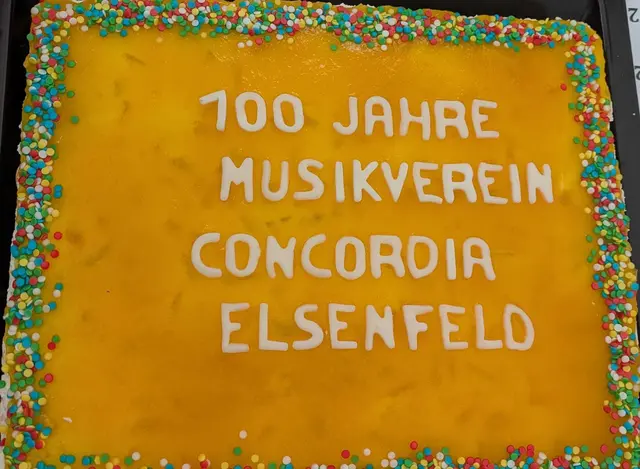 100 JAHRE
MUSIKVEREIN
CONCORDIA
ELSENFELD